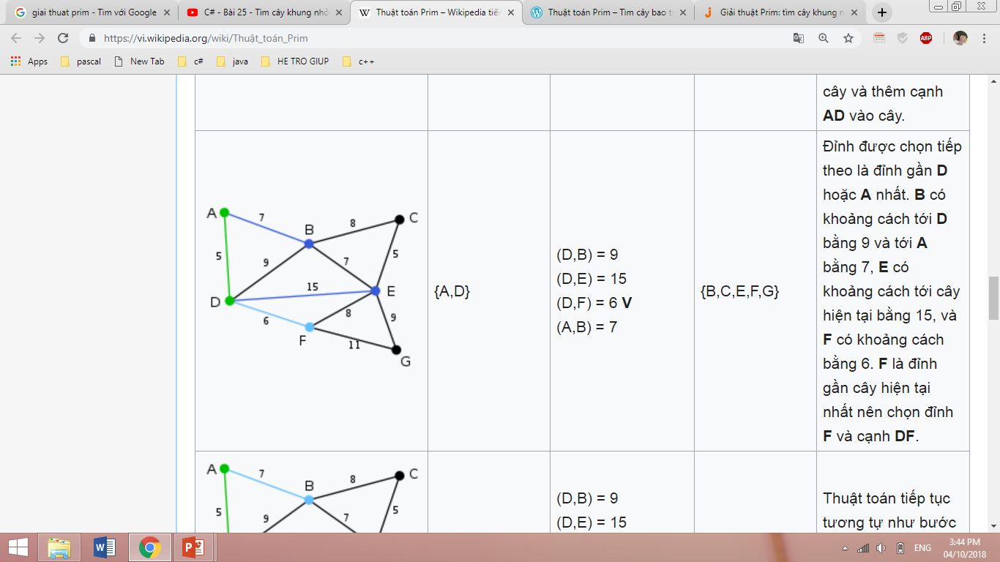 giai thuat prim - Tìm với Google
C# - Bài 25 - Tìm cây khung nhỏ
Thuật toán Prim – Wikipedia tiến
Thuật toán Prim – Tìm cây bao tr
Giải thuật Prim: tìm cây khung n
https://vi.wikipedia.org/wiki/Thuật_toán_Prim
ABP
Apps
pascal
New Tab
c#
java
HE TRO GIUP
c++
cây và thêm cạnh
AD vào cây.
A
7
B
8
C
5
9
7
5
15
D
E
6
8
9
F
11
G
{A,D}
(D,B) = 9
(D,E) = 15
(D,F) = 6 V
(A,B) = 7
{B,C,E,F,G}
Đỉnh được chọn tiếp
theo là đỉnh gần D
hoặc A nhất. B có
khoảng cách tới D
bằng 9 và tới A
bằng 7, E có
khoảng cách tới cây
hiện tại bằng 15, và
F có khoảng cách
bằng 6. F là đỉnh
gần cây hiện tại
nhất nên chọn đỉnh
F và cạnh DF.
A
7
B
8
C
5
9
7
5
(D,B) = 9
(D,E) = 15
Thuật toán tiếp tục
tương tự như bước
ENG
3:44 PM
04/10/2018